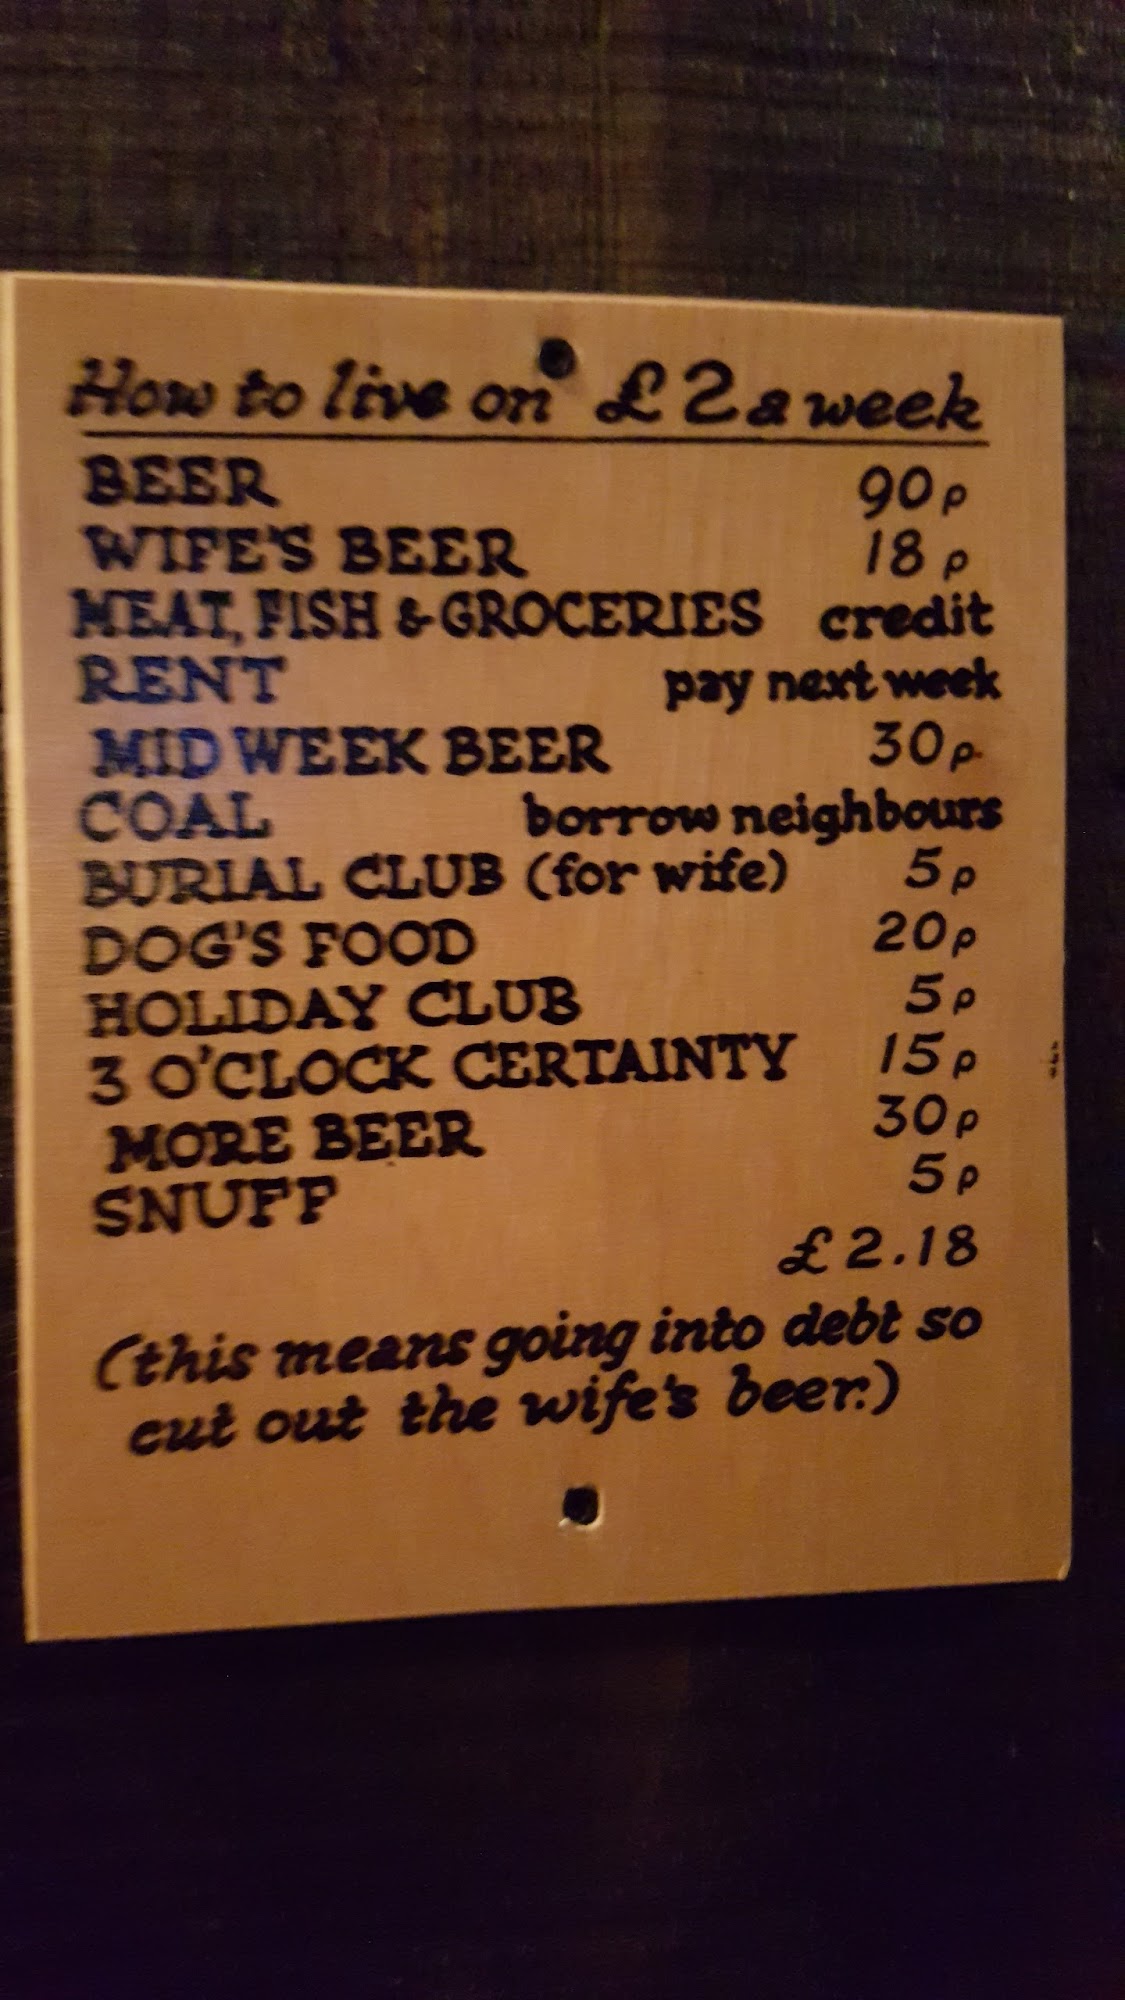 How to live on £2 a week
BEER 90p
WIFE'S BEER 18p
MEAT, FISH & GROCERIES credit
RENT pay next week
MID WEEK BEER 30p
COAL borrow neighbours
BURIAL CLUB (for wife) 5p
DOG'S FOOD 20p
HOLIDAY CLUB 5p
3 O'CLOCK CERTAINTY 15p
MORE BEER 30p
SNUFF 5p
£2.18
(this means going into debt so
cut out the wife's beer.)